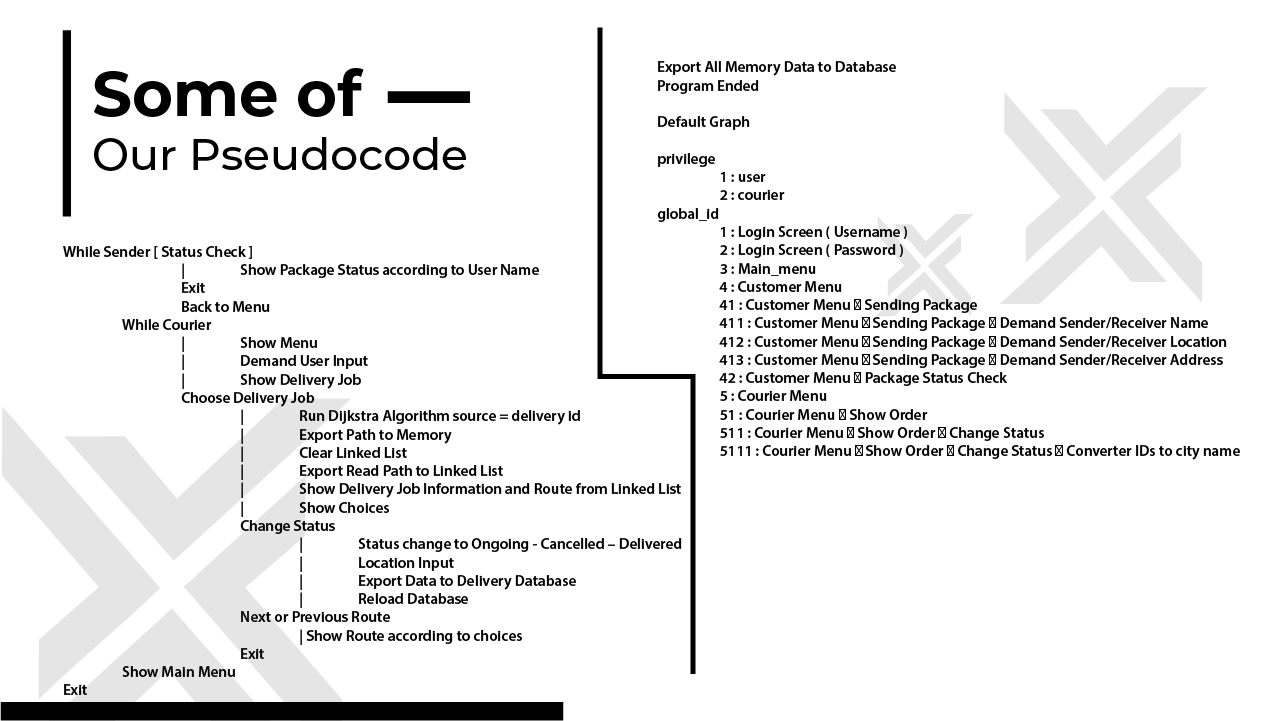 Some of —
Our Pseudocode
While Sender [ Status Check ]
| Show Package Status according to User Name
Exit
Back to Menu
While Courier
| Show Menu
| Demand User Input
| Show Delivery Job
Choose Delivery Job
| Run Dijkstra Algorithm source = delivery id
| Export Path to Memory
| Clear Linked List
| Export Read Path to Linked List
| Show Delivery Job Information and Route from Linked List
| Show Choices
Change Status
| Status change to Ongoing - Cancelled – Delivered
| Location Input
| Export Data to Delivery Database
| Reload Database
Next or Previous Route
| Show Route according to choices
Exit
Show Main Menu
Exit
Export All Memory Data to Database
Program Ended
Default Graph
privilege
1 : user
2 : courier
global_id
1 : Login Screen ( Username )
2 : Login Screen ( Password )
3 : Main_menu
4 : Customer Menu
41 : Customer Menu  Sending Package
411 : Customer Menu  Sending Package  Demand Sender/Receiver Name
412 : Customer Menu  Sending Package  Demand Sender/Receiver Location
413 : Customer Menu  Sending Package  Demand Sender/Receiver Address
42 : Customer Menu  Package Status Check
5 : Courier Menu
51 : Courier Menu  Show Order
511 : Courier Menu  Show Order  Change Status
5111 : Courier Menu  Show Order  Change Status  Converter IDs to city name